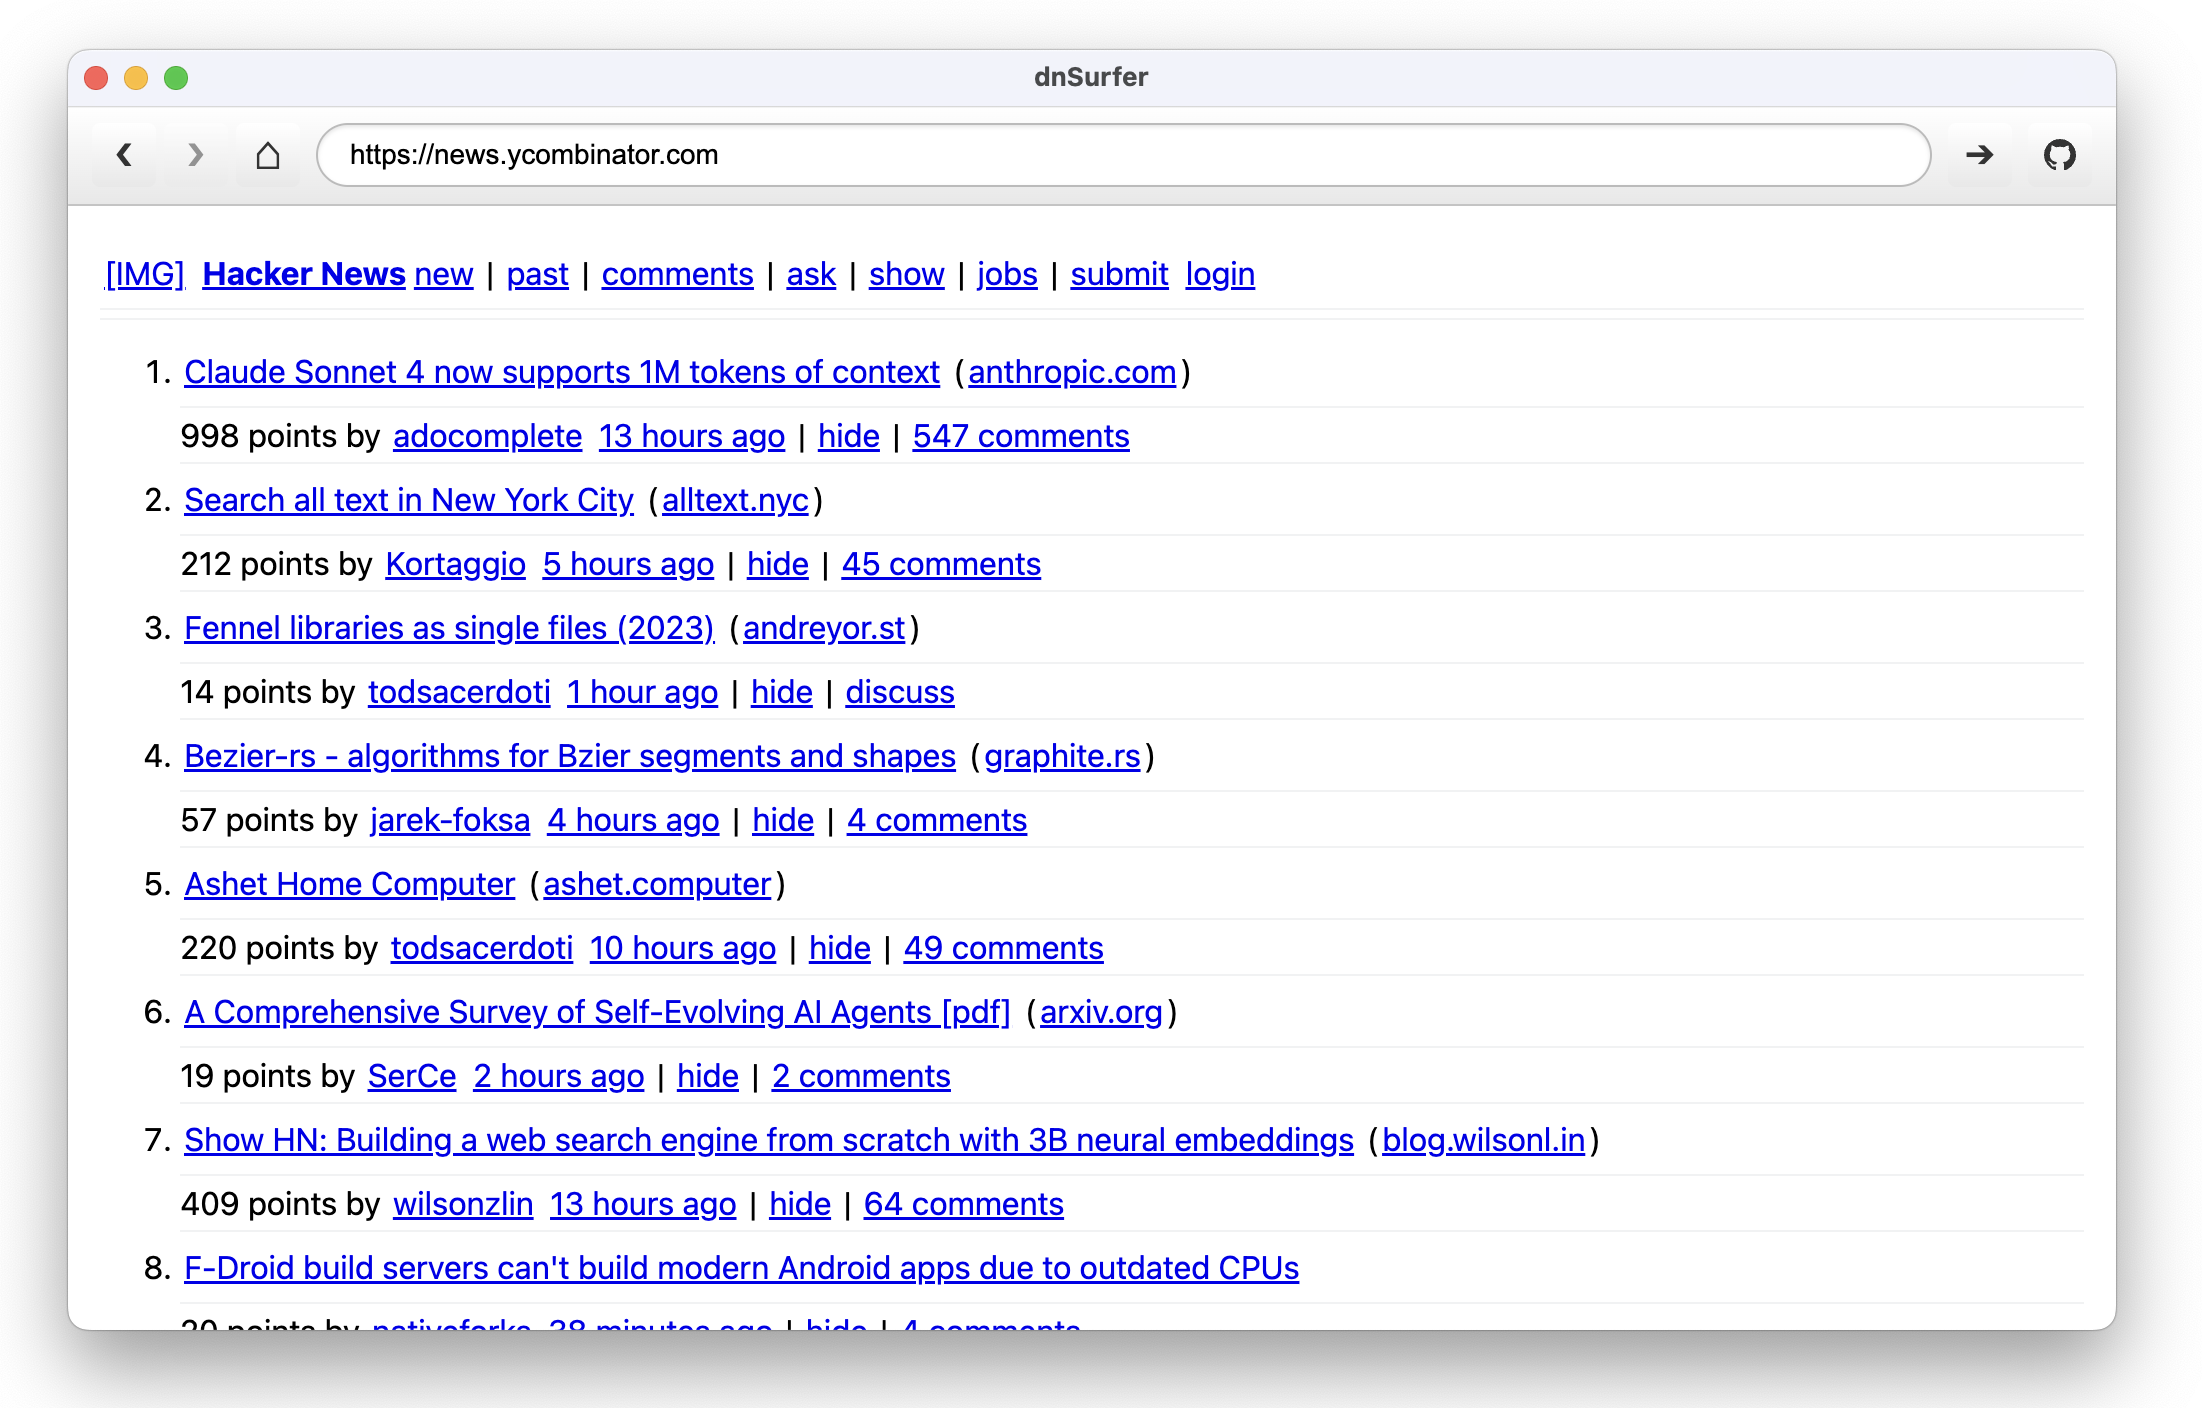 dnSurfer
https://news.ycombinator.com
[IMG] Hacker News new | past | comments | ask | show | jobs | submit login
1. Claude Sonnet 4 now supports 1M tokens of context (anthropic.com)
998 points by adocomplete 13 hours ago | hide | 547 comments
2. Search all text in New York City (alltext.nyc)
212 points by Kortaggio 5 hours ago | hide | 45 comments
3. Fennel libraries as single files (2023) (andreyor.st)
14 points by todsacerdoti 1 hour ago | hide | discuss
4. Bezier-rs - algorithms for Bzier segments and shapes (graphite.rs)
57 points by jarek-foksa 4 hours ago | hide | 4 comments
5. Ashet Home Computer (ashet.computer)
220 points by todsacerdoti 10 hours ago | hide | 49 comments
6. A Comprehensive Survey of Self-Evolving AI Agents [pdf] (arxiv.org)
19 points by SerCe 2 hours ago | hide | 2 comments
7. Show HN: Building a web search engine from scratch with 3B neural embeddings (blog.wilsonl.in)
409 points by wilsonzlin 13 hours ago | hide | 64 comments
8. F-Droid build servers can't build modern Android apps due to outdated CPUs
points by nativeforks 38 minutes ago | hide | 4 comments